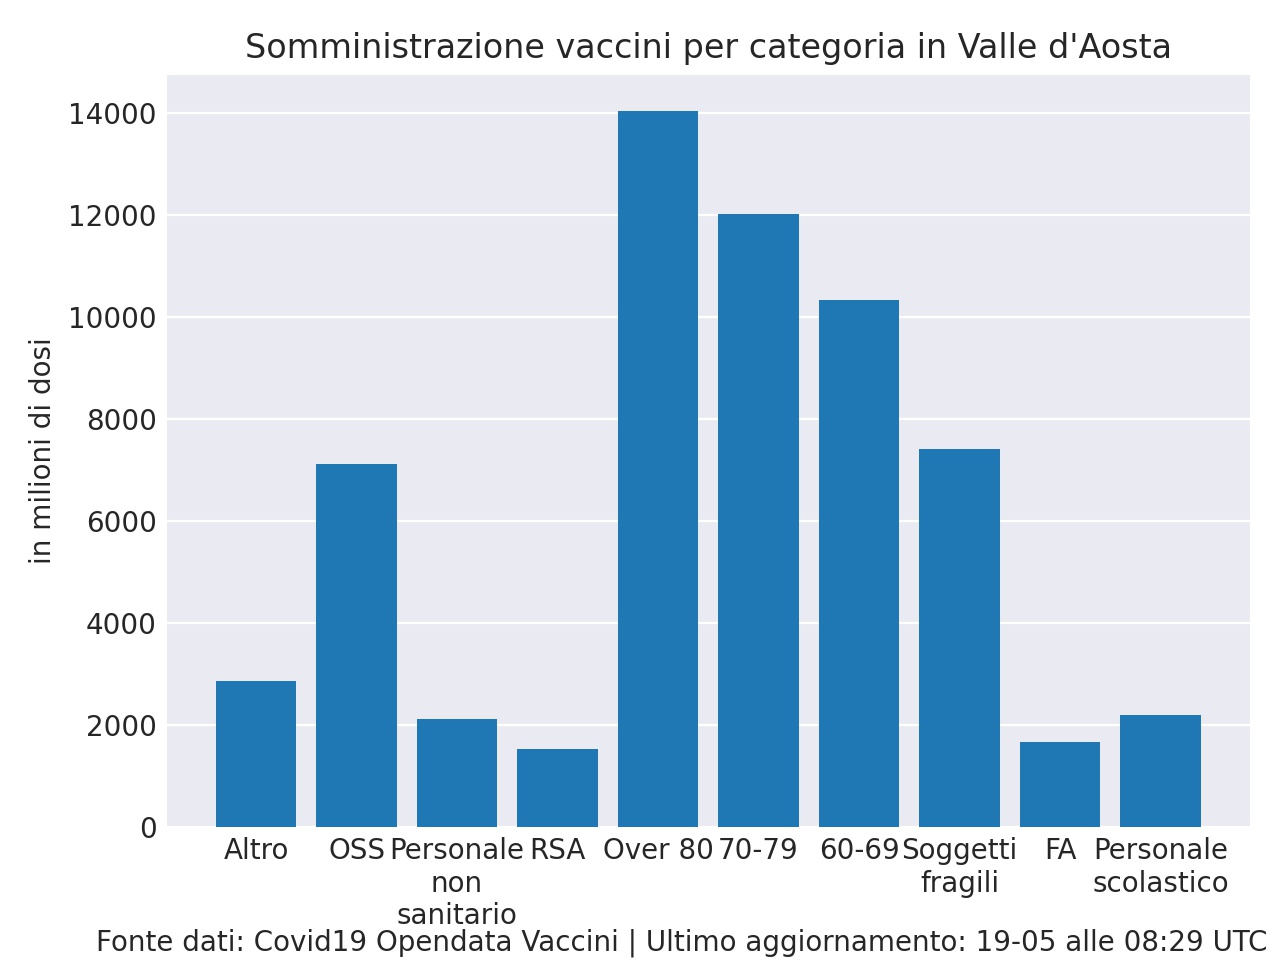 Somministrazione vaccini per categoria in Valle d'Aosta
in milioni di dosi
14000
12000
10000
8000
6000
4000
2000
0
Altro
OSS
Personale
non
sanitario
RSA
Over 80
70-79
60-69
Soggetti
fragili
FA
Personale
scolastico
Fonte dati: Covid19 Opendata Vaccini | Ultimo aggiornamento: 19-05 alle 08:29 UTC